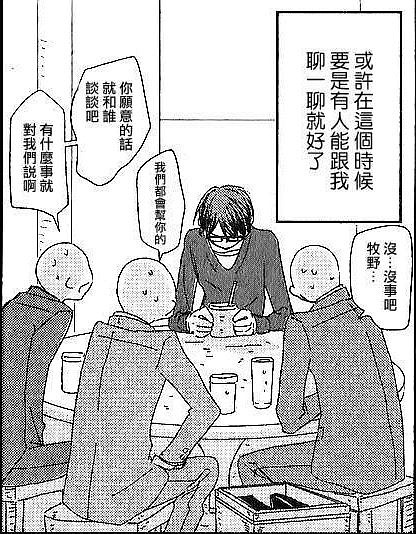 或許在這個時候
要是有人能跟我
聊一聊就好了
沒…沒事吧
牧野…
我們都會幫你的
你願意的話
就和誰
談談吧
有什麼事就
對我們説啊